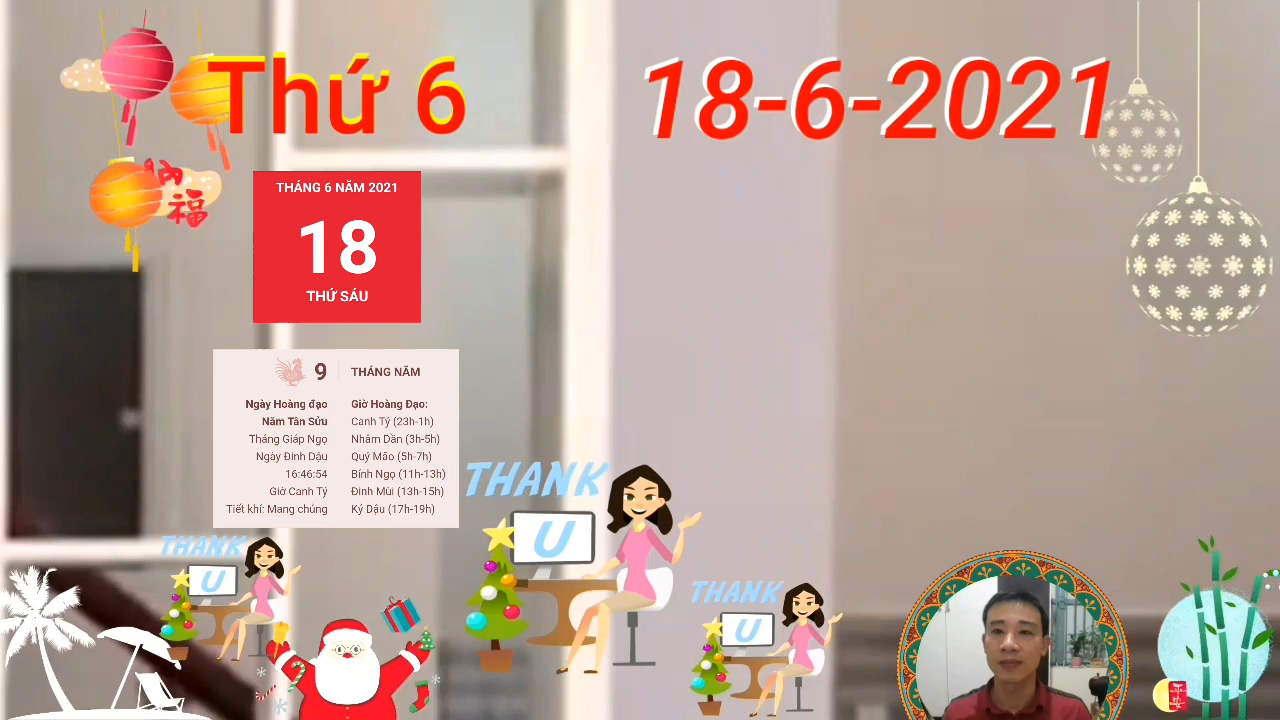 Thứ 6
18-6-2021
纳
福
THÁNG 6 NĂM 2021
18
THỨ SÁU
9 THÁNG NĂM
Ngày Hoàng đạo Giờ Hoàng Đạo:
Năm Tân Sửu Canh Tý (23h-1h)
Tháng Giáp Ngọ Nhâm Dần (3h-5h)
Ngày Đinh Dậu Quý Mão (5h-7h)
16:46:54 Bính Ngọ (11h-13h)
Giờ Canh Tý Đinh Mùi (13h-15h)
Tiết khí: Mang chủng Kỷ Dậu (17h-19h)
THANK
U
THANK
U
THANK
U